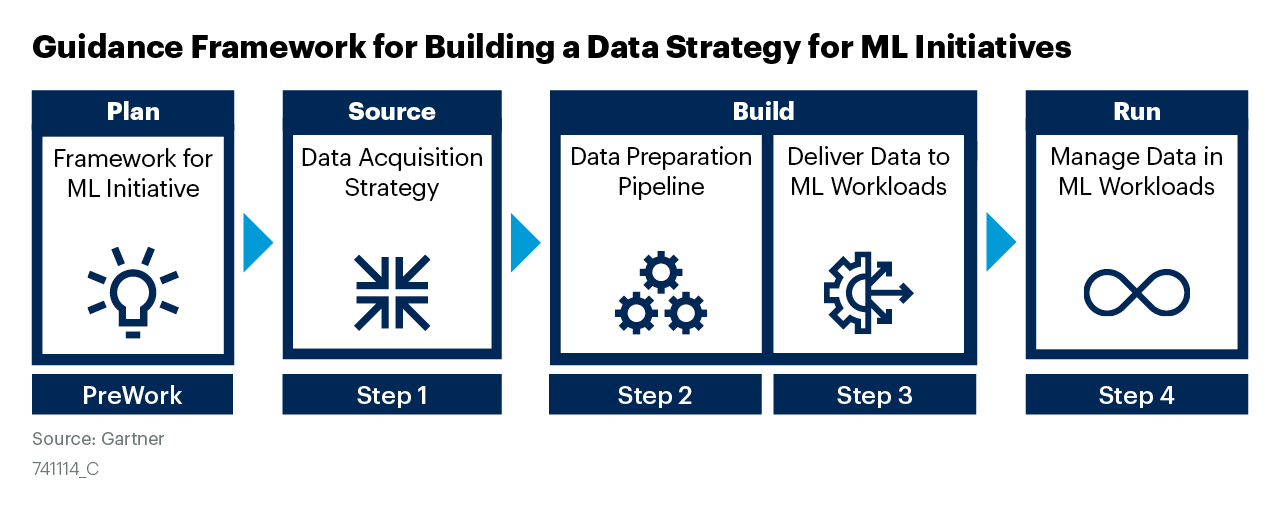 Guidance Framework for Building a Data Strategy for ML Initiatives
Plan
Framework for
ML Initiative
PreWork
Source
Data Acquisition
Strategy
Step 1
Build
Data Preparation
Pipeline
Step 2
Deliver Data to
ML Workloads
Step 3
Run
Manage Data in
ML Workloads
Step 4
Source: Gartner
741114_C